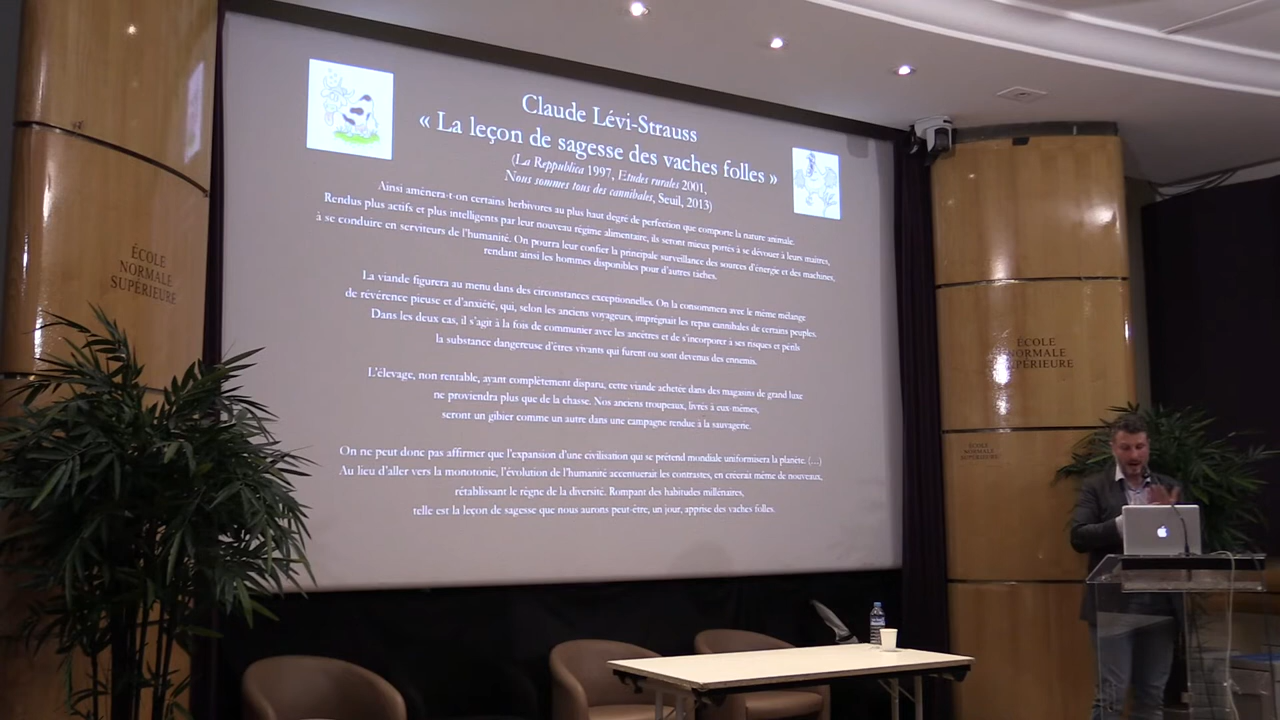 Claude Lévi-Strauss
« La leçon de sagesse des vaches folles »
(La Reppublica 1997, Etudes rurales 2001,
Nous sommes tous des cannibales, Seuil, 2013)
Ainsi amènera-t-on certains herbivores au plus haut degré de perfection que comporte la nature animale.
Rendus plus actifs et plus intelligents par leur nouveau régime alimentaire, ils seront mieux portés à se dévouer à leurs maîtres,
à se conduire en serviteurs de l'humanité. On pourra leur confier la principale surveillance des sources d'énergie et des machines,
rendant ainsi les hommes disponibles pour d'autres tâches.
La viande figurera au menu dans des circonstances exceptionnelles. On la consommera avec le même mélange
de révérence pieuse et d'anxiété, qui, selon les anciens voyageurs, imprégnait les repas cannibales de certains peuples.
Dans les deux cas, il s'agit à la fois de communier avec les ancêtres et de s'incorporer à ses risques et périls
la substance dangereuse d'êtres vivants qui furent ou sont devenus des ennemis.
L'élevage, non rentable, ayant complètement disparu, cette viande achetée dans des magasins de grand luxe
ne proviendra plus que de la chasse. Nos anciens troupeaux, livrés à eux-mêmes,
seront un gibier comme un autre dans une campagne rendue à la sauvagerie.
On ne peut donc pas affirmer que l'expansion d'une civilisation qui se prétend mondiale uniformisera la planète. (…)
Au lieu d'aller vers la monotonie, l'évolution de l'humanité accentuerait les contrastes, en créerait même de nouveaux,
rétablissant le règne de la diversité. Rompant des habitudes millénaires,
telle est la leçon de sagesse que nous aurons peut-être, un jour, apprise des vaches folles.
ÉCOLE
NORMALE
SUPÉRIEURE
ÉCOLE
NORMALE
SUPÉRIEURE
ÉCOLE
NORMALE
SUPÉRIEURE